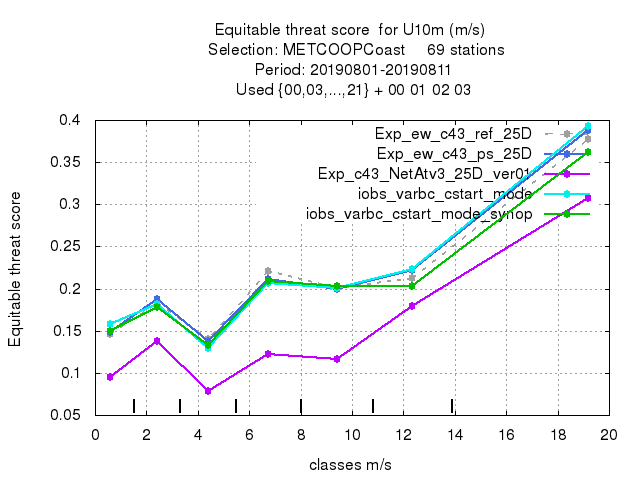 Equitable threat score  for U10m (m/s)
Selection: METCOOPCoast     69 stations
Period: 20190801-20190811
Used {00,03,...,21} + 00 01 02 03
Equitable threat score
0.4
0.35
0.3
0.25
0.2
0.15
0.1
0.05
Exp_ew_c43_ref_25D
Exp_ew_c43_ps_25D
Exp_c43_NetAtv3_25D_ver01
iobs_varbc_cstart_mode
iobs_varbc_cstart_mode_synop
0 2 4 6 8 10 12 14 16 18 20
classes m/s